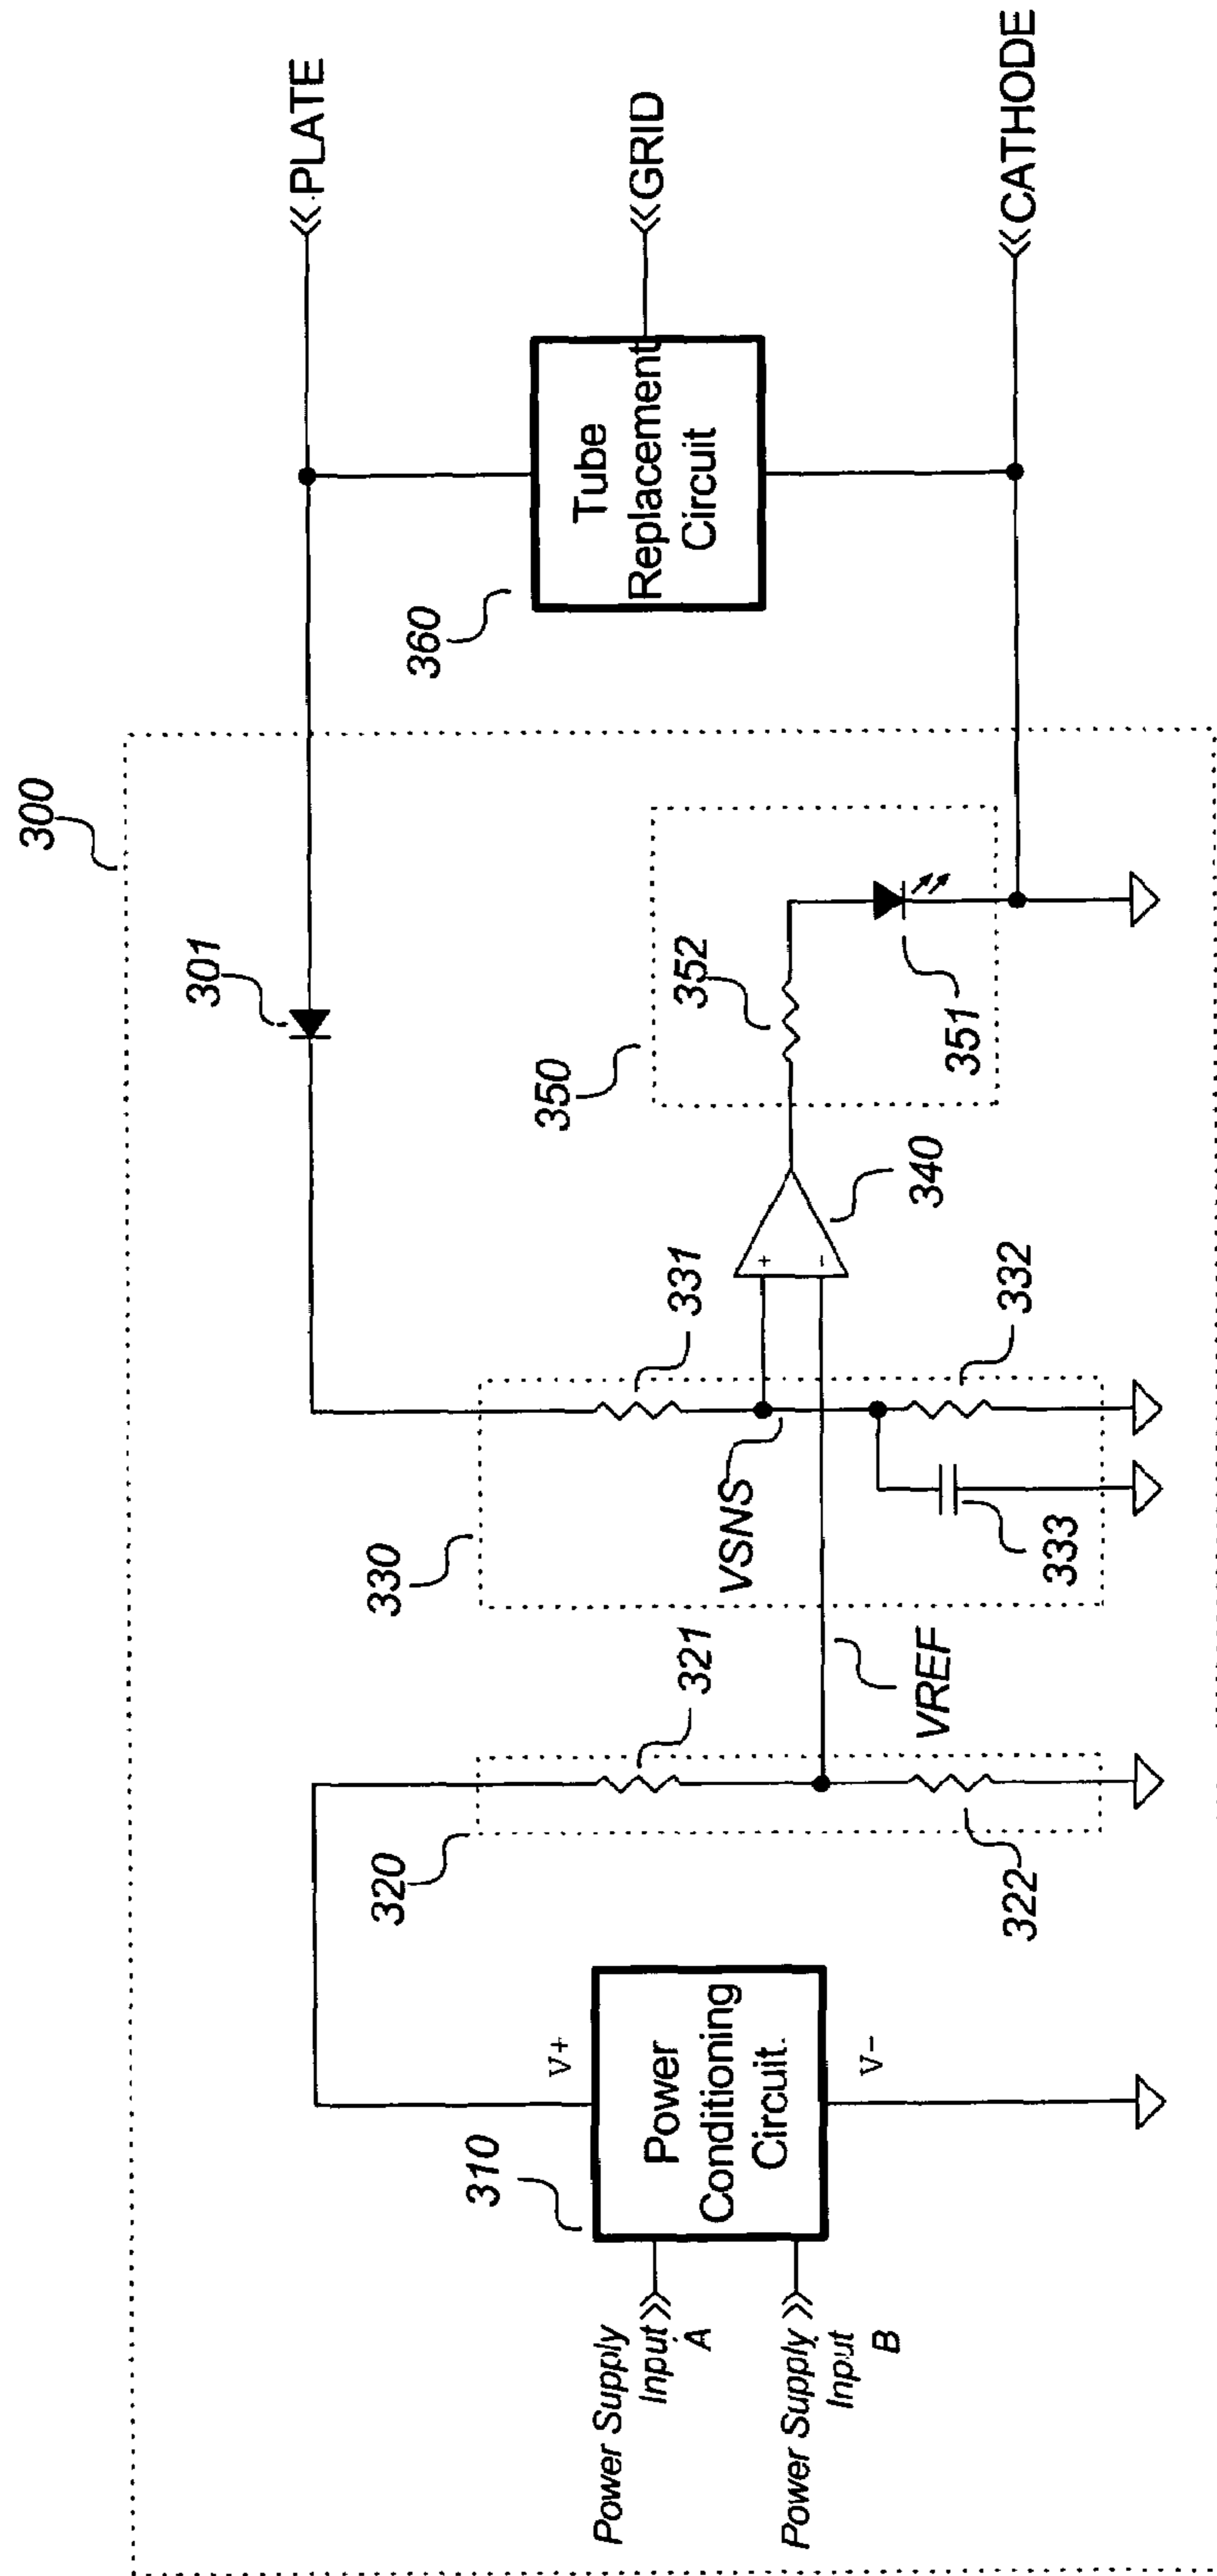 300
301
PLATE
GRID
CATHODE
Tube
Replacement
Circuit
360
350
352
351
340
331
332
330
VSNS
333
321
VREF
320
322
V+
310
Power
Conditioning
Circuit.
V-
Power Supply
Input
A
Power Supply
Input
B
+
-